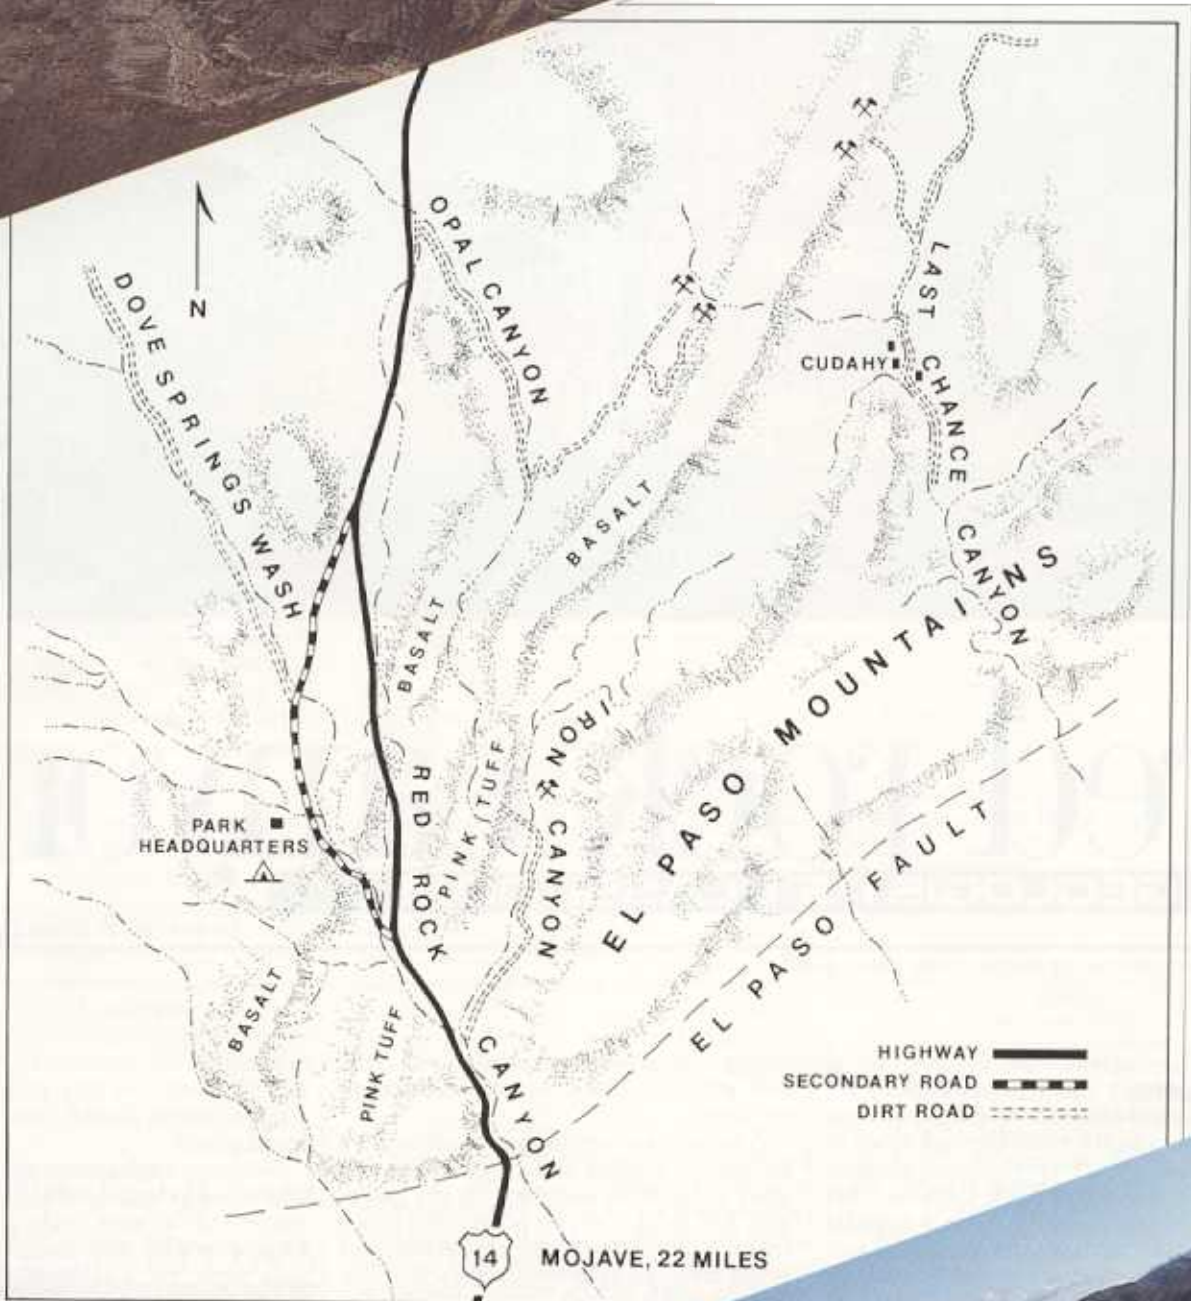 N
OPAL CANYON
DOVE SPRINGS WASH
LAST CHANCE CANYON
CUDAHY
BASALT
BASALT
EL PASO MOUNTAINS
IRON CANYON
RED ROCK CANYON
PINK TUFF
PARK
HEADQUARTERS
EL PASO FAULT
BASALT
PINK TUFF
HIGHWAY
SECONDARY ROAD
DIRT ROAD
14
MOJAVE, 22 MILES